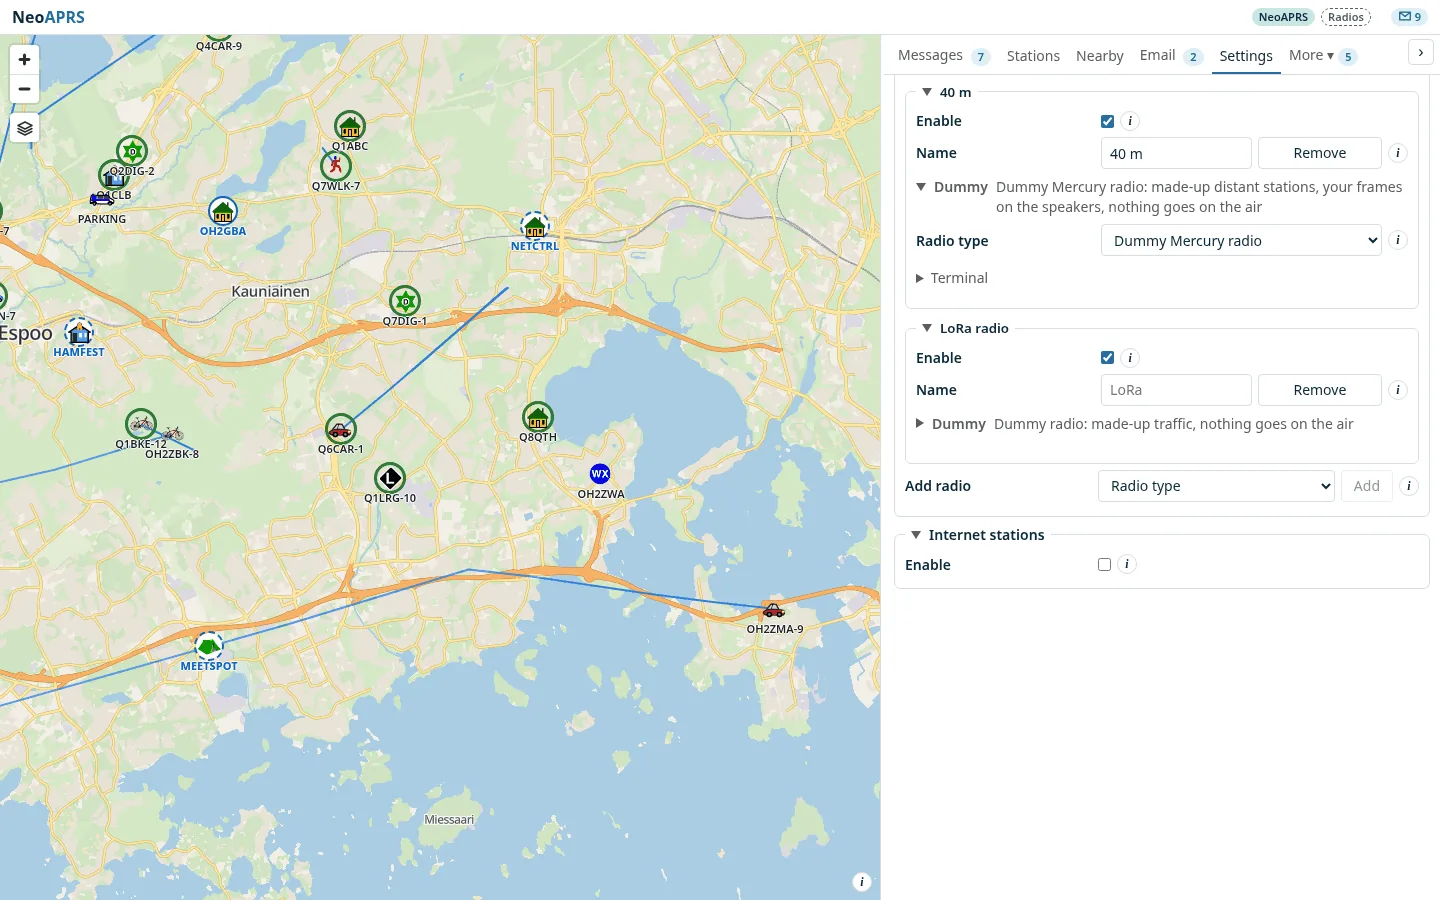 NeoAPRS
NeoAPRS
Radios
9
Messages 7
Stations
Nearby
Email 2
Settings
More ▾ 5
›
▼ 40 m
Enable
i
Name
40 m
Remove
i
▼ Dummy Dummy Mercury radio: made-up distant stations, your frames
on the speakers, nothing goes on the air
Radio type
Dummy Mercury radio
i
▶ Terminal
▼ LoRa radio
Enable
i
Name
LoRa
Remove
i
▶ Dummy Dummy radio: made-up traffic, nothing goes on the air
Add radio
Radio type
Add
i
▼ Internet stations
Enable
i
+
−
Q4CAR-9
Q1ABC
D
Q2DIG-2
Q1CLB
Q7WLK-7
PARKING
-7
OH2GBA
NETCTRL
Kauniainen
N-7
D
Q7DIG-1
Espoo
HAMFEST
Q1BKE-12
OH2ZBK-8
Q6CAR-1
Q8QTH
L
Q1LRG-10
WX
OH2ZWA
OH2ZMA-9
MEETSPOT
Miessaari
i